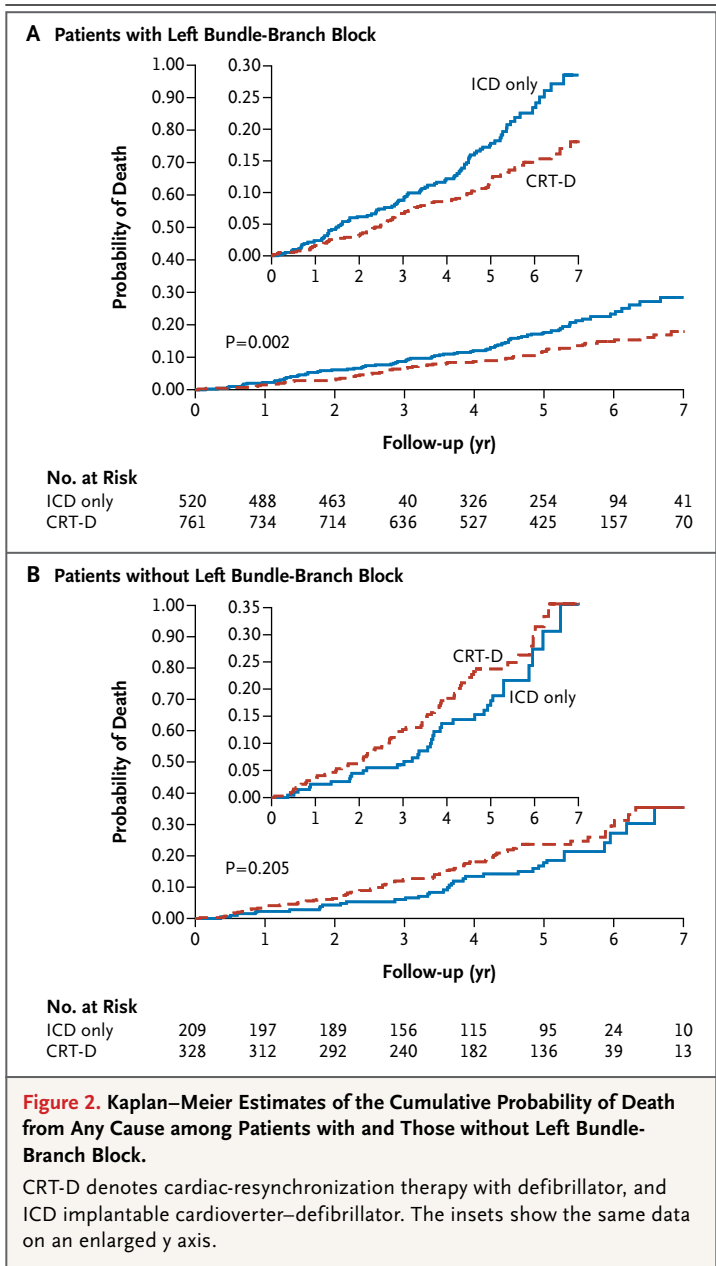 A Patients with Left Bundle-Branch Block
1.00
0.90
0.80
0.70
0.60
0.50
0.40
0.30
0.20
0.10
0.00
Probability of Death
0.30
0.25
0.20
0.15
0.10
0.05
0.00
0 1 2 3 4 5 6 7
ICD only
CRT-D
P=0.002
0 1 2 3 4 5 6 7
Follow-up (yr)
No. at Risk
ICD only 520 488 463 40 326 254 94 41
CRT-D 761 734 714 636 527 425 157 70
B Patients without Left Bundle-Branch Block
1.00
0.90
0.80
0.70
0.60
0.50
0.40
0.30
0.20
0.10
0.00
Probability of Death
0.35
0.30
0.25
0.20
0.15
0.10
0.05
0.00
0 1 2 3 4 5 6 7
CRT-D
ICD only
P=0.205
0 1 2 3 4 5 6 7
Follow-up (yr)
No. at Risk
ICD only 209 197 189 156 115 95 24 10
CRT-D 328 312 292 240 182 136 39 13
Figure 2. Kaplan–Meier Estimates of the Cumulative Probability of Death
from Any Cause among Patients with and Those without Left Bundle-
Branch Block.
CRT-D denotes cardiac-resynchronization therapy with defibrillator, and
ICD implantable cardioverter–defibrillator. The insets show the same data
on an enlarged y axis.